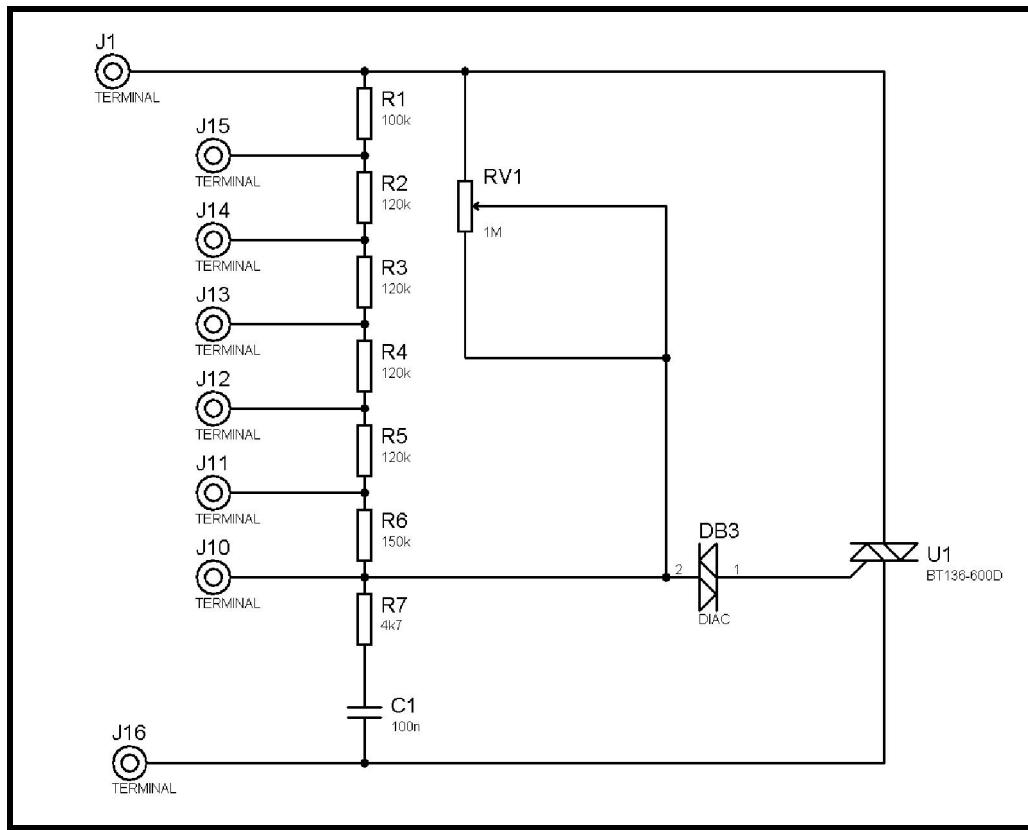 J1
TERMINAL
R1
100k
J15
TERMINAL
R2
120k
RV1
1M
J14
TERMINAL
R3
120k
J13
TERMINAL
R4
120k
J12
TERMINAL
R5
120k
J11
TERMINAL
R6
150k
DB3
2
1
DIAC
U1
BT136-600D
J10
TERMINAL
R7
4k7
C1
100n
J16
TERMINAL